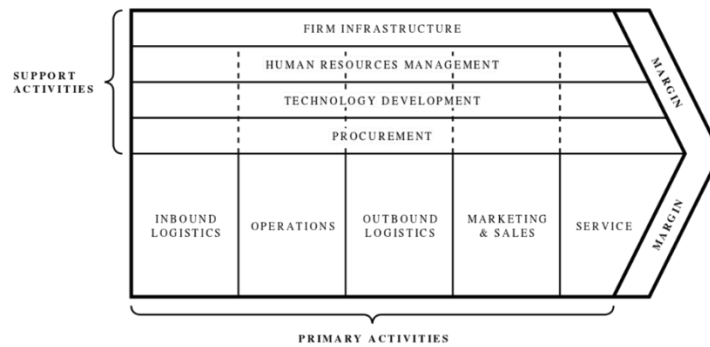 FIRM INFRASTRUCTURE
HUMAN RESOURCES MANAGEMENT
TECHNOLOGY DEVELOPMENT
PROCUREMENT
SUPPORT
ACTIVITIES
MARGIN
INBOUND
LOGISTICS
OPERATIONS
OUTBOUND
LOGISTICS
MARKETING
& SALES
SERVICE
MARGIN
PRIMARY ACTIVITIES